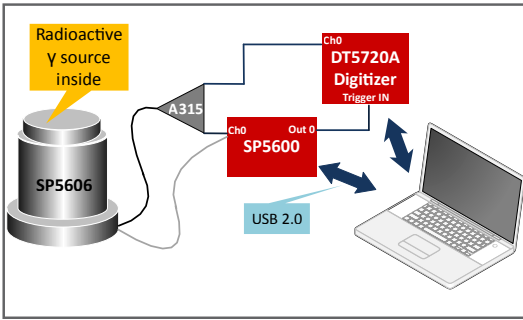 Radioactive
γ source
inside
SP5606
A315
Ch0
DT5720A
Digitizer
Trigger IN
Ch0
Out 0
SP5600
USB 2.0